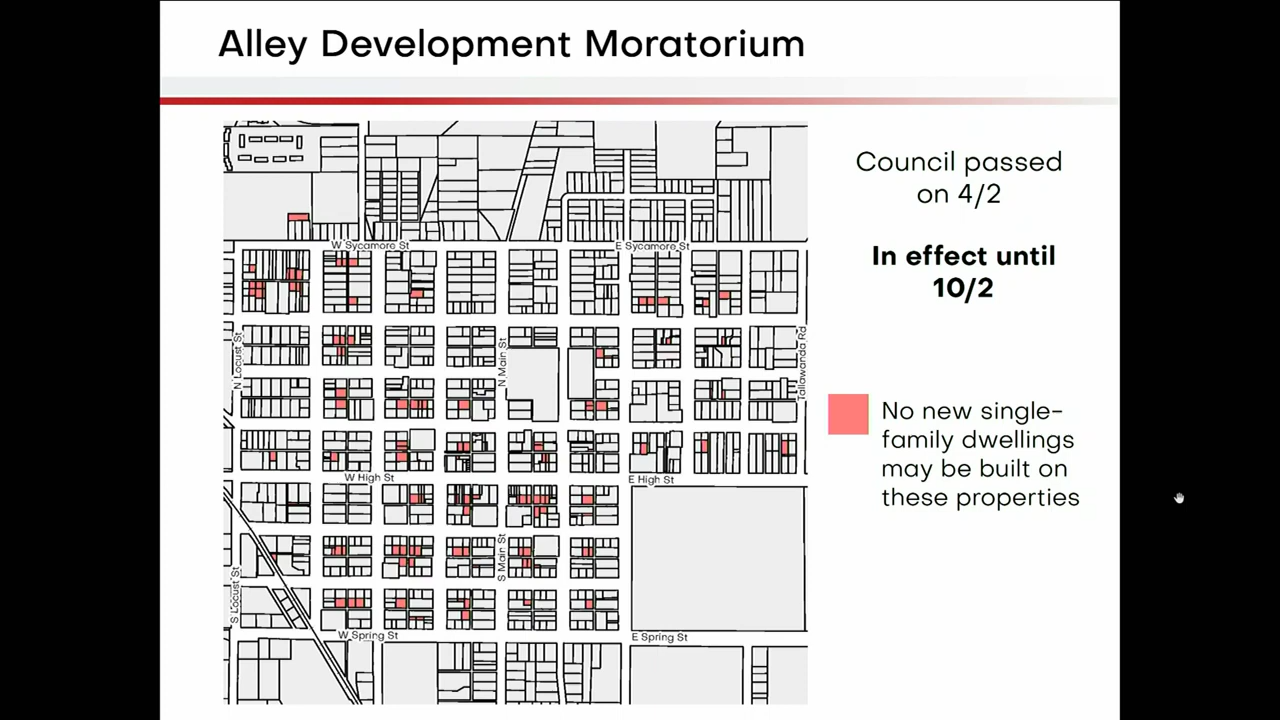 Alley Development Moratorium
Council passed
on 4/2
In effect until
10/2
No new single-
family dwellings
may be built on
these properties
W Sycamore St
E Sycamore St
N Locust St
N Main St
Tallawanda Rd
W High St
E High St
S Locust St
S Main St
W Spring St
E Spring St